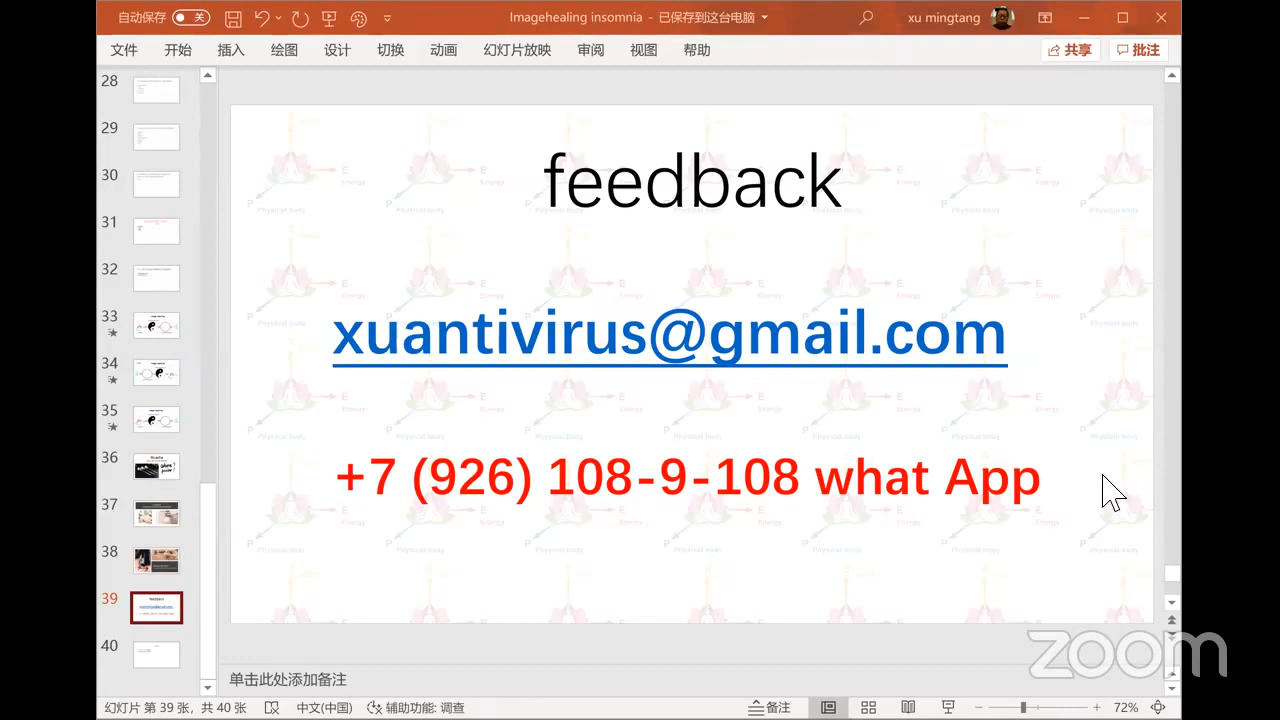 自动保存 关 Imagehealing insomnia - 已保存到这台电脑 xu mingtang
文件 开始 插入 绘图 设计 切换 动画 幻灯片放映 审阅 视图 帮助 共享 批注
28
29
30
31
32
33
34
35
36
37
38
39
40
feedback
xuantivirus@gmail.com
+7 (926) 108-9-108 what App
E
Energy
P
Physical body
单击此处添加备注
幻灯片 第 39 张，共 40 张 中文(中国) 辅助功能: 调查 备注 72%
zoom